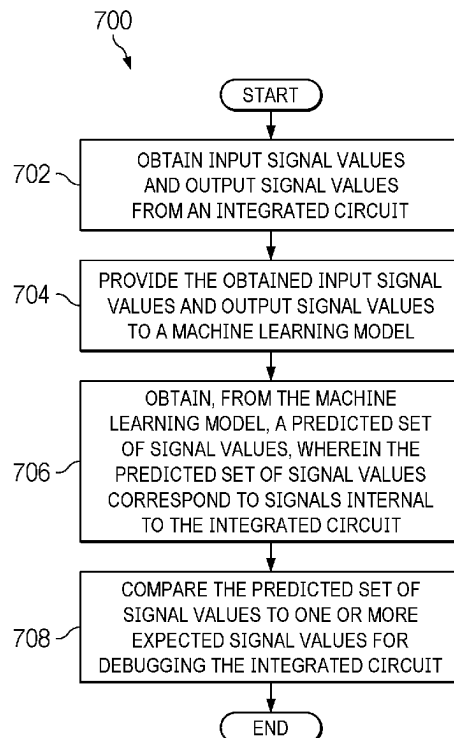 700
START
702
OBTAIN INPUT SIGNAL VALUES
AND OUTPUT SIGNAL VALUES
FROM AN INTEGRATED CIRCUIT
704
PROVIDE THE OBTAINED INPUT SIGNAL
VALUES AND OUTPUT SIGNAL VALUES
TO A MACHINE LEARNING MODEL
706
OBTAIN, FROM THE MACHINE
LEARNING MODEL, A PREDICTED SET
OF SIGNAL VALUES, WHEREIN THE
PREDICTED SET OF SIGNAL VALUES
CORRESPOND TO SIGNALS INTERNAL
TO THE INTEGRATED CIRCUIT
708
COMPARE THE PREDICTED SET OF
SIGNAL VALUES TO ONE OR MORE
EXPECTED SIGNAL VALUES FOR
DEBUGGING THE INTEGRATED CIRCUIT
END